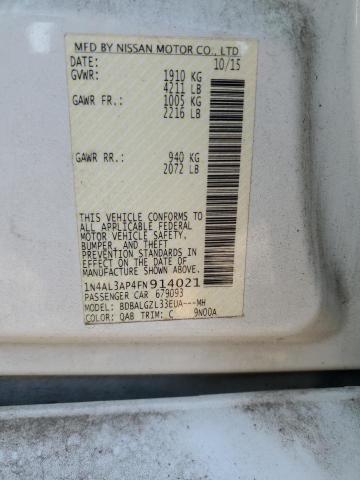 MFD BY NISSAN MOTOR CO., LTD
DATE: 10/15
GVWR: 1910 KG
4211 LB
GAWR FR: 1005 KG
2216 LB
GAWR RR: 940 KG
2072 LB
THIS VEHICLE CONFORMS TO
ALL APPLICABLE FEDERAL
MOTOR VEHICLE SAFETY,
BUMPER, AND THEFT
PREVENTION STANDARDS
IN EFFECT ON THE DATE OF
MANUFACTURE SHOWN ABOVE
1N4AL3AP4FN914021
PASSENGER CAR 679093
MODEL: BDBALGZL33EUA---MH
COLOR: QAB TRIM: C 9N00A